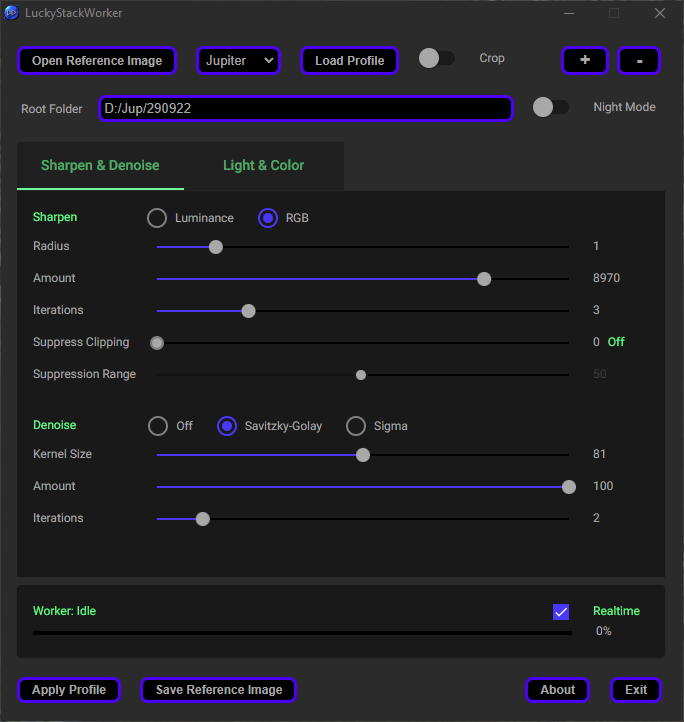 LuckyStackWorker
Open Reference Image Jupiter Load Profile Crop + -
Root Folder D:/Jup/290922 Night Mode
Sharpen & Denoise Light & Color
Sharpen Luminance RGB
Radius 1
Amount 8970
Iterations 3
Suppress Clipping 0 Off
Suppression Range 50
Denoise Off Savitzky-Golay Sigma
Kernel Size 81
Amount 100
Iterations 2
Worker: Idle Realtime
0%
Apply Profile Save Reference Image About Exit